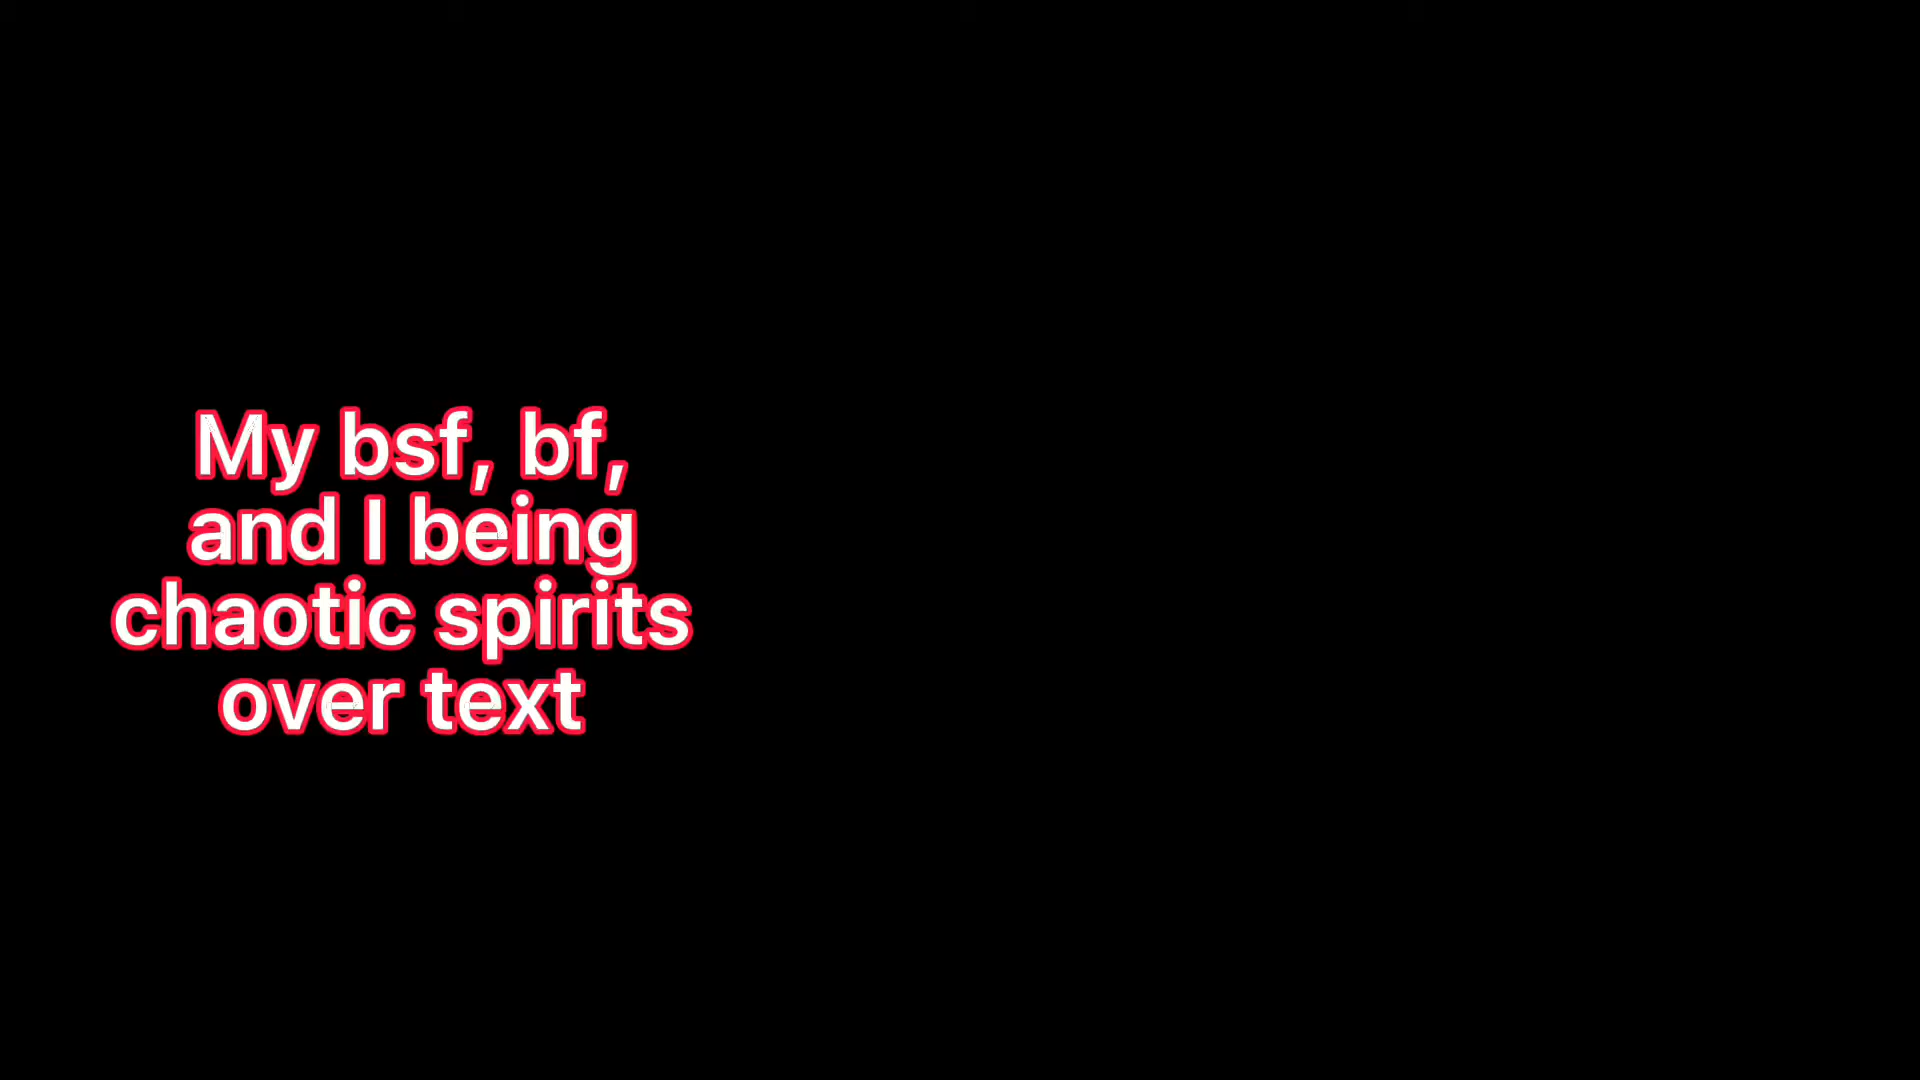 My bsf, bf,
and I being
chaotic spirits
over text